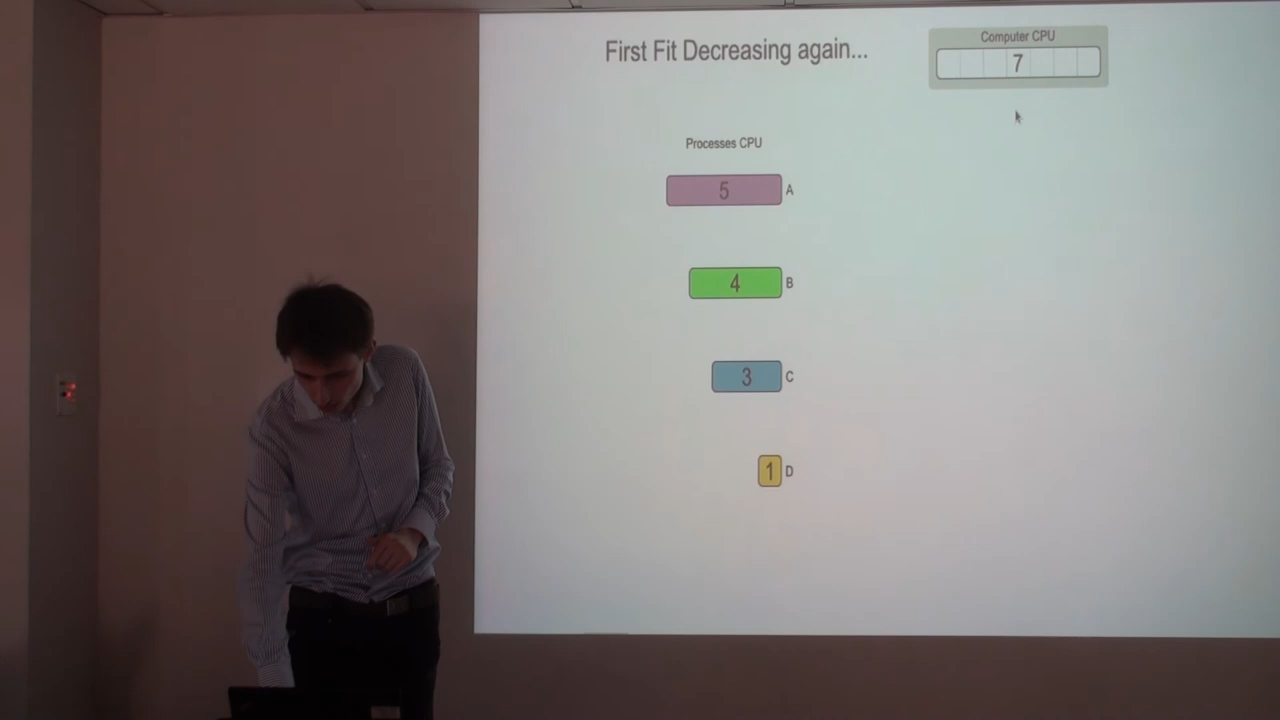 First Fit Decreasing again...
Computer CPU
7
Processes CPU
5 A
4 B
3 C
1 D